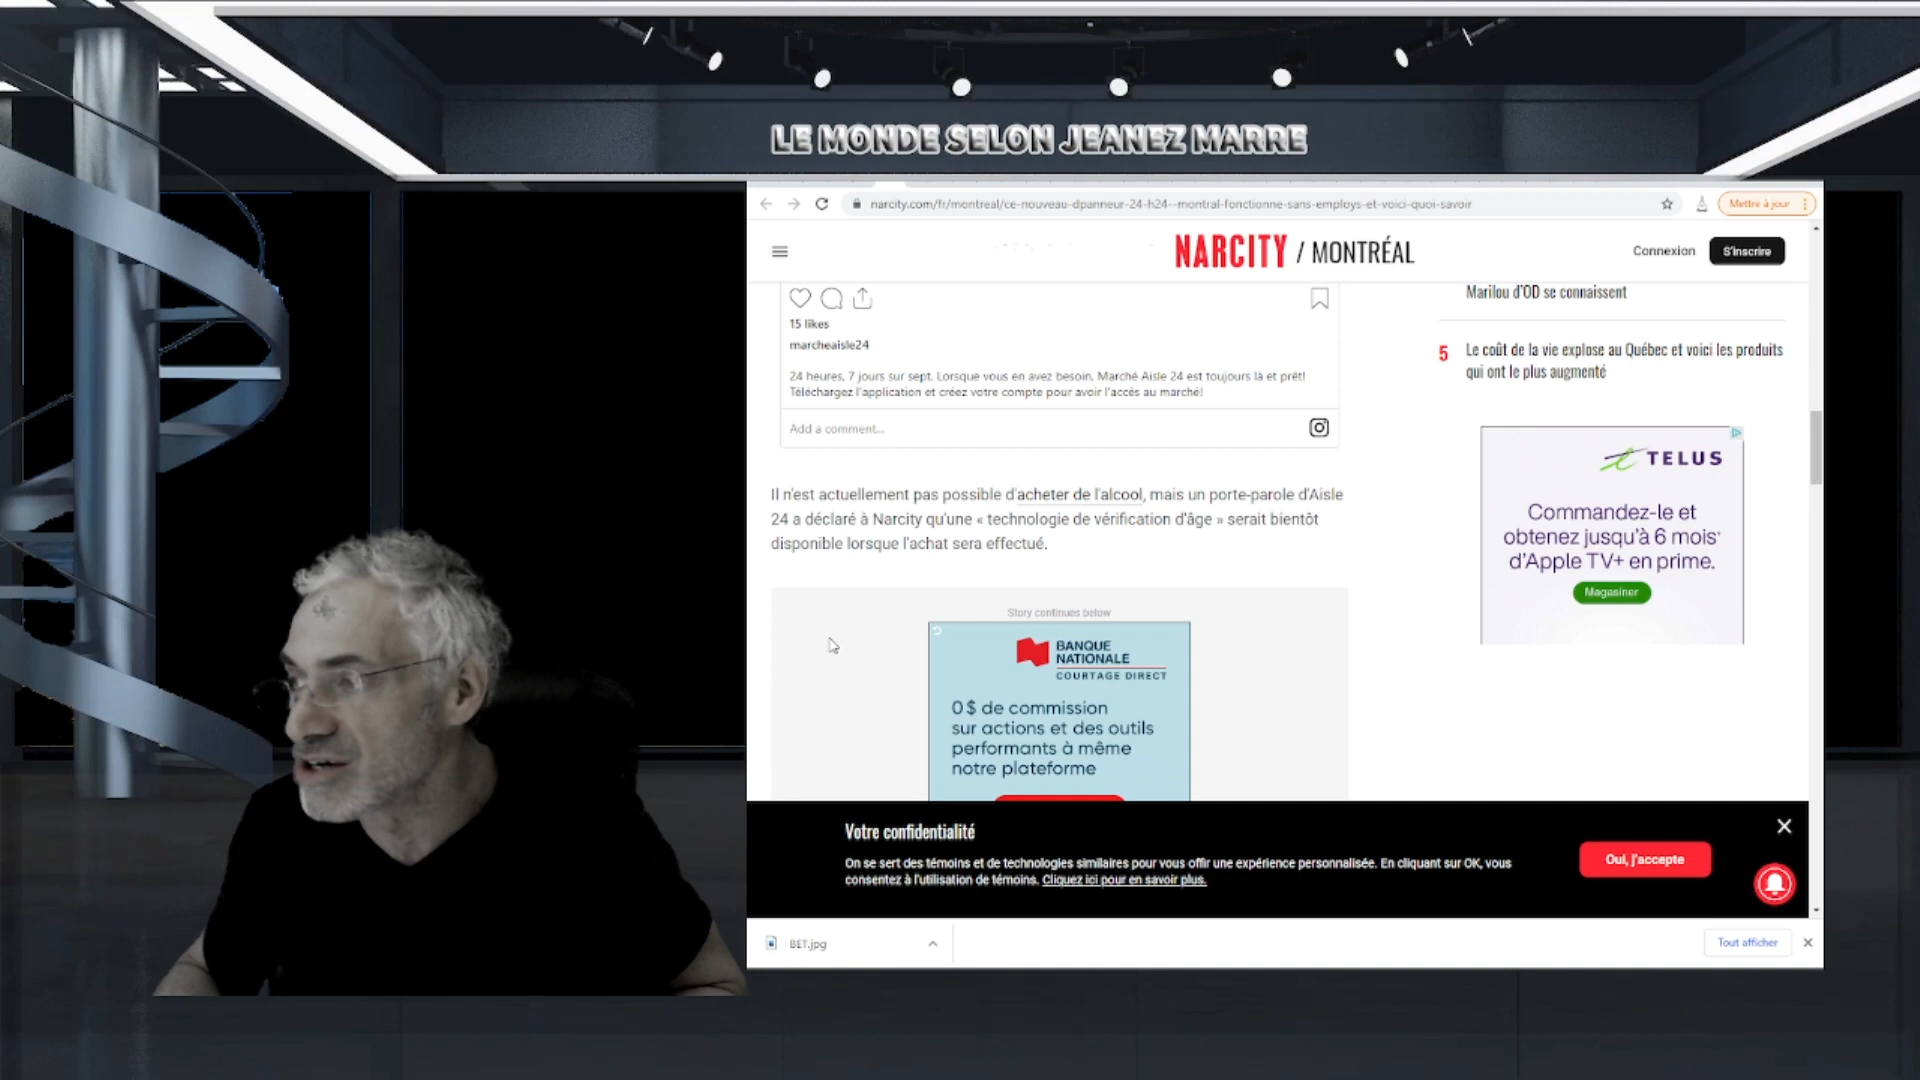 LE MONDE SELON JEANEZ MARRE
narcity.com/fr/montreal/ce-nouveau-dpanneur-24-h24--montral-fonctionne-sans-employs-et-voici-quoi-savoir
Mettre à jour
NARCITY / MONTRÉAL
Connexion
S'inscrire
15 likes
marcheaisle24
24 heures, 7 jours sur sept. Lorsque vous en avez besoin, Marché Aisle 24 est toujours là et prêt!
Téléchargez l'application et créez votre compte pour avoir l'accès au marché!
Add a comment...
Il n'est actuellement pas possible d'acheter de l'alcool, mais un porte-parole d'Aisle
24 a déclaré à Narcity qu'une « technologie de vérification d'âge » serait bientôt
disponible lorsque l'achat sera effectué.
Story continues below
BANQUE
NATIONALE
COURTAGE DIRECT
0 $ de commission
sur actions et des outils
performants à même
notre plateforme
Marilou d'OD se connaissent
5 Le coût de la vie explose au Québec et voici les produits
qui ont le plus augmenté
TELUS
Commandez-le et
obtenez jusqu'à 6 mois*
d'Apple TV+ en prime.
Magasiner
Votre confidentialité
On se sert des témoins et de technologies similaires pour vous offir une expérience personnalisée. En cliquant sur OK, vous
consentez à l'utilisation de témoins. Cliquez ici pour en savoir plus.
Oui, j'accepte
BET.jpg
Tout afficher